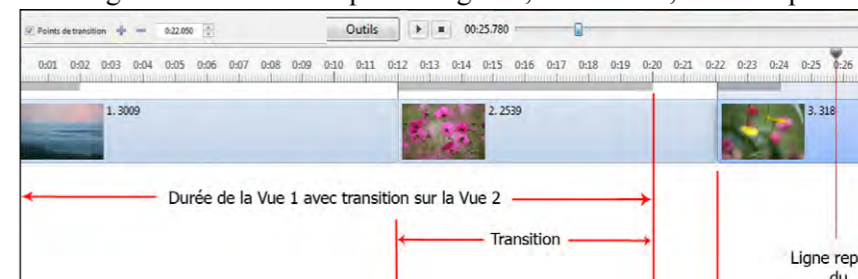 Points de transition 0:22.050 Outils 00:25.780
0:01 0:02 0:03 0:04 0:05 0:06 0:07 0:08 0:09 0:10 0:11 0:12 0:13 0:14 0:15 0:16 0:17 0:18 0:19 0:20 0:21 0:22 0:23 0:24 0:25 0:26
1. 3009 2. 2539 3. 318
Durée de la Vue 1 avec transition sur la Vue 2
Transition
Ligne rep
du